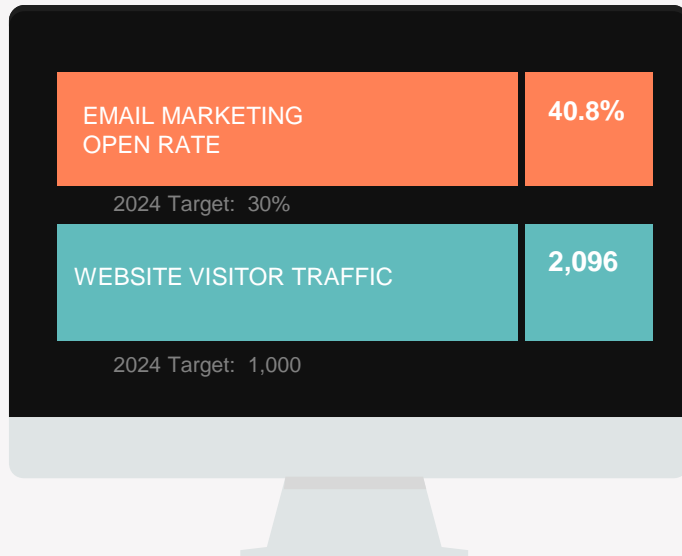 EMAIL MARKETING
OPEN RATE
40.8%
2024 Target: 30%
WEBSITE VISITOR TRAFFIC
2,096
2024 Target: 1,000